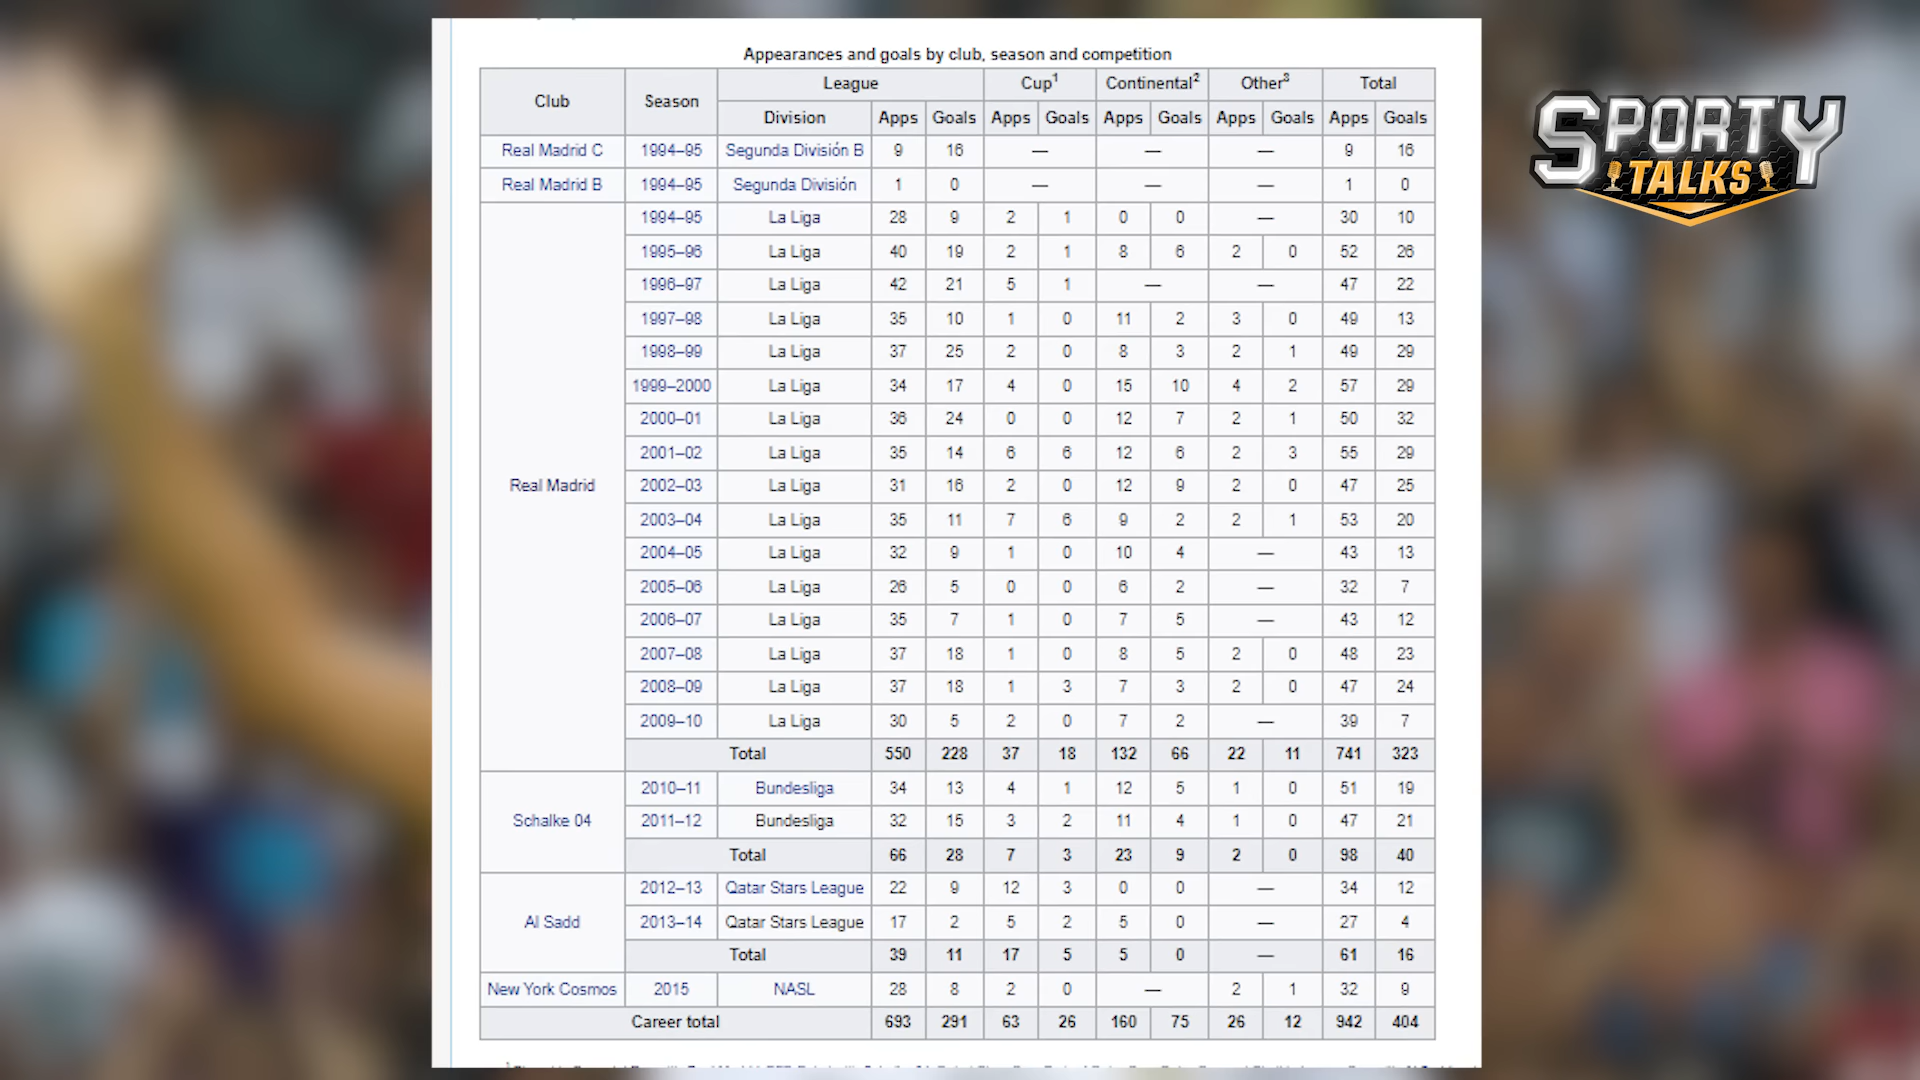 Appearances and goals by club, season and competition
Club Season League Cup1 Continental2 Other3 Total
Division Apps Goals Apps Goals Apps Goals Apps Goals Apps Goals
Real Madrid C 1994–95 Segunda División B 9 16 — — — 9 16
Real Madrid B 1994–95 Segunda División 1 0 — — — 1 0
Real Madrid 1994–95 La Liga 28 9 2 1 0 0 — 30 10
1995–96 La Liga 40 19 2 1 8 6 2 0 52 26
1996–97 La Liga 42 21 5 1 — — 47 22
1997–98 La Liga 35 10 1 0 11 2 3 0 49 13
1998–99 La Liga 37 25 2 0 8 3 2 1 49 29
1999–2000 La Liga 34 17 4 0 15 10 4 2 57 29
2000–01 La Liga 36 24 0 0 12 7 2 1 50 32
2001–02 La Liga 35 14 6 6 12 6 2 3 55 29
2002–03 La Liga 31 16 2 0 12 9 2 0 47 25
2003–04 La Liga 35 11 7 6 9 2 2 1 53 20
2004–05 La Liga 32 9 1 0 10 4 — 43 13
2005–06 La Liga 26 5 0 0 6 2 — 32 7
2006–07 La Liga 35 7 1 0 7 5 — 43 12
2007–08 La Liga 37 18 1 0 8 5 2 0 48 23
2008–09 La Liga 37 18 1 3 7 3 2 0 47 24
2009–10 La Liga 30 5 2 0 7 2 — 39 7
Total 550 228 37 18 132 66 22 11 741 323
Schalke 04 2010–11 Bundesliga 34 13 4 1 12 5 1 0 51 19
2011–12 Bundesliga 32 15 3 2 11 4 1 0 47 21
Total 66 28 7 3 23 9 2 0 98 40
Al Sadd 2012–13 Qatar Stars League 22 9 12 3 0 0 — 34 12
2013–14 Qatar Stars League 17 2 5 2 5 0 — 27 4
Total 39 11 17 5 5 0 — 61 16
New York Cosmos 2015 NASL 28 8 2 0 — 2 1 32 9
Career total 693 291 63 26 160 75 26 12 942 404
SPORTY
TALKS